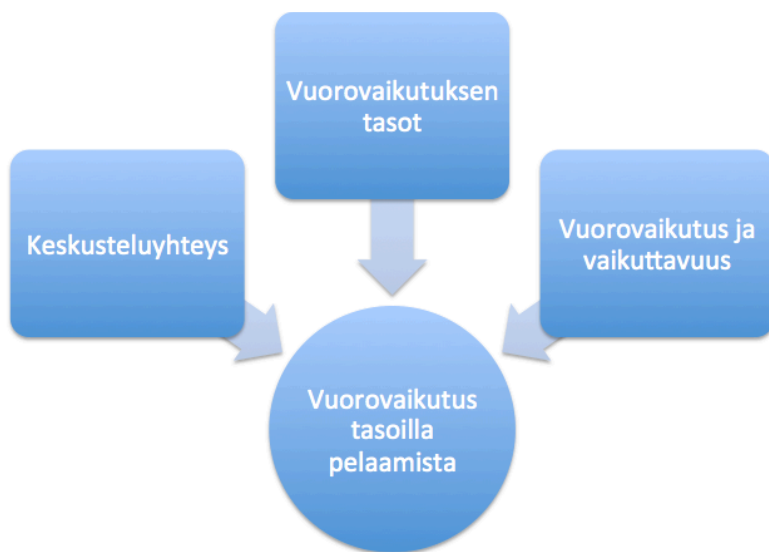 Vuorovaikutuksen
tasot
Keskusteluyhteys
Vuorovaikutus ja
vaikuttavuus
Vuorovaikutus
tasoilla
pelaamista